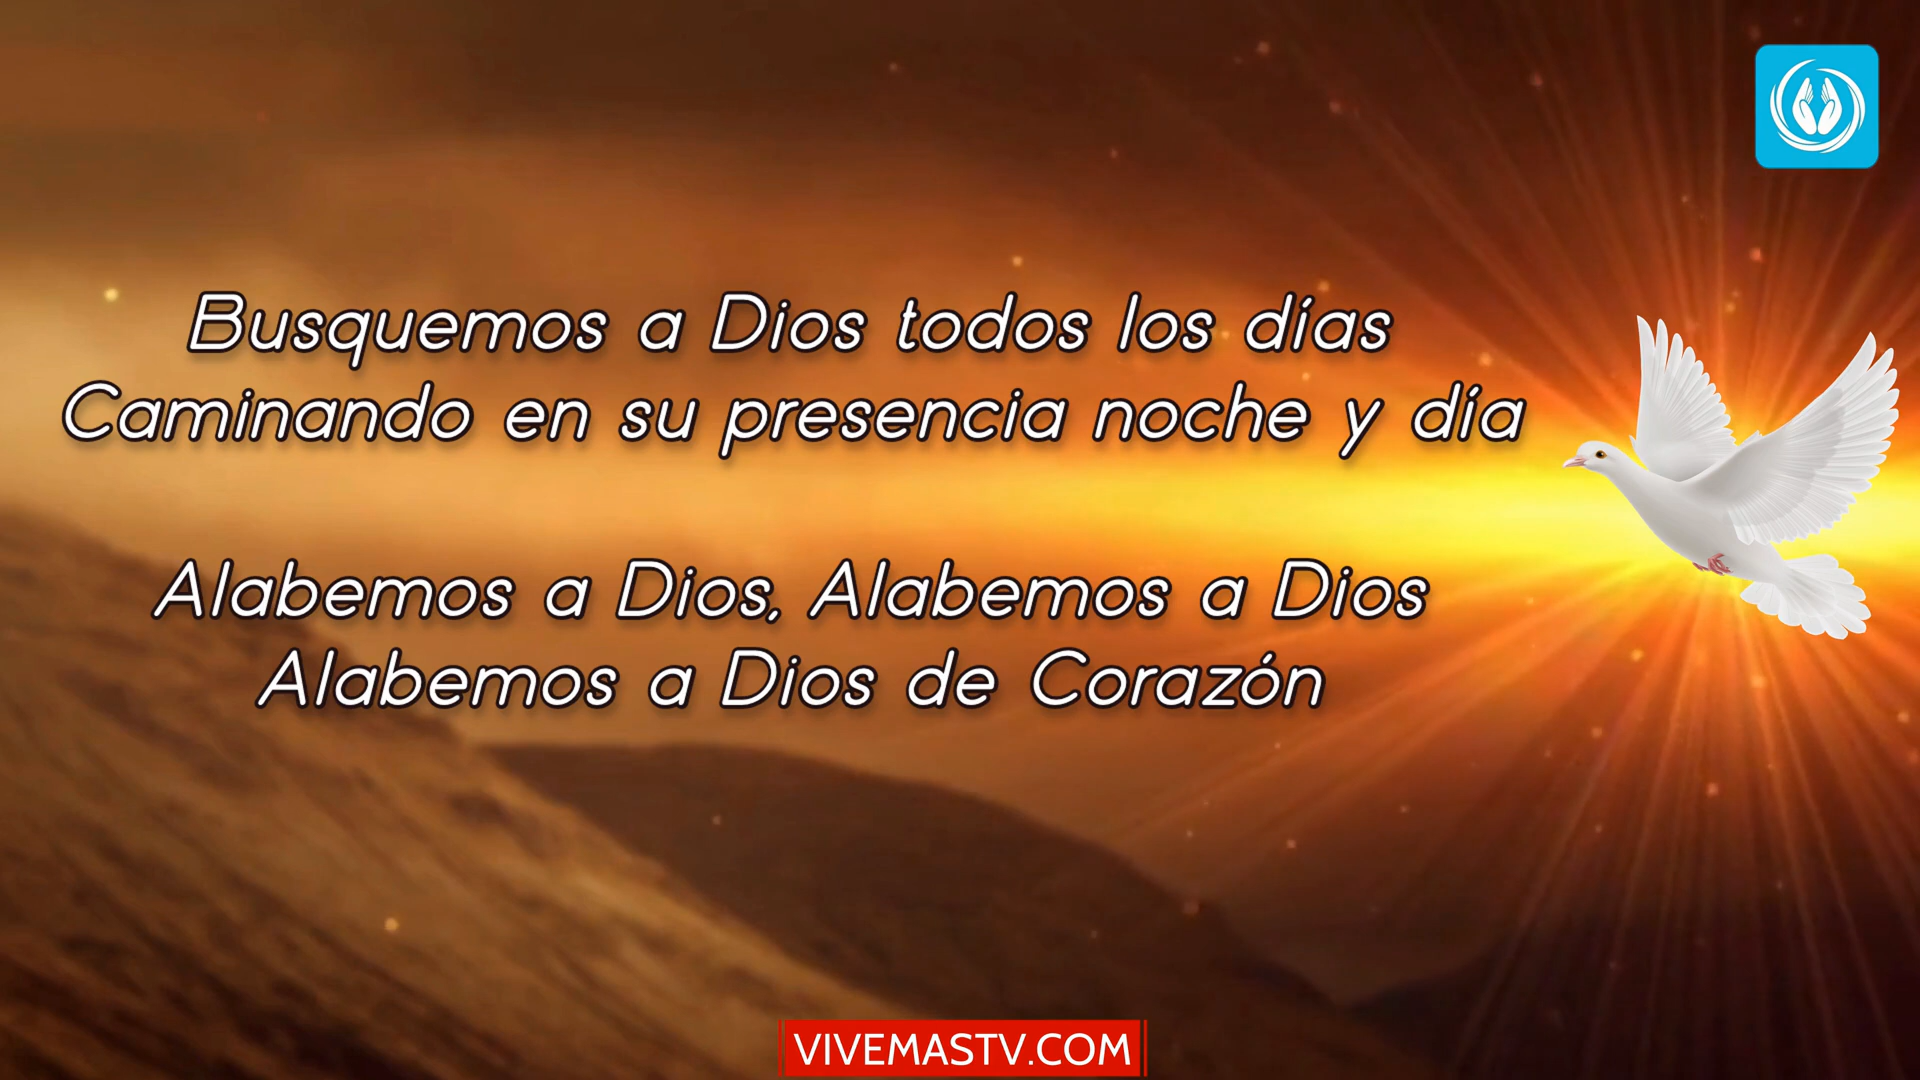 Busquemos a Dios todos los días
Caminando en su presencia noche y día
Alabemos a Dios, Alabemos a Dios
Alabemos a Dios de Corazón
VIVEMASTV.COM